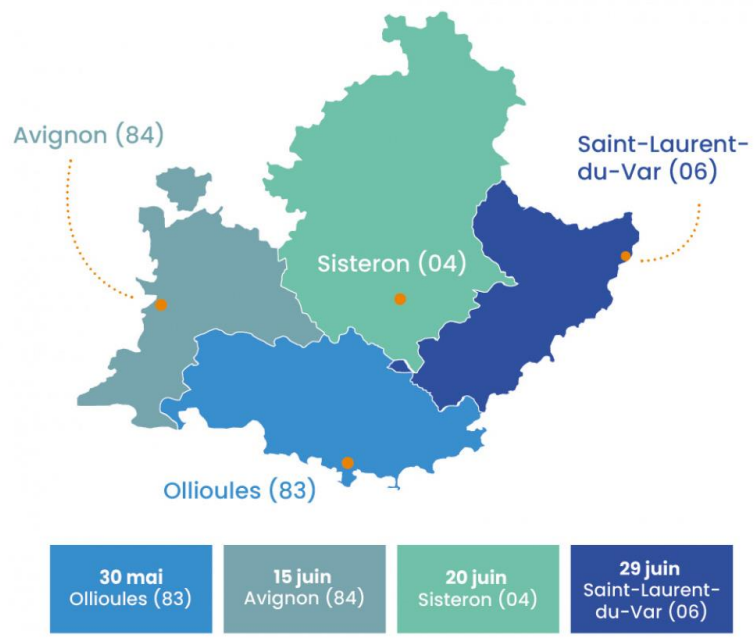 Avignon (84)
Saint-Laurent-
du-Var (06)
Sisteron (04)
Ollioules (83)
30 mai
Ollioules (83)
15 juin
Avignon (84)
20 juin
Sisteron (04)
29 juin
Saint-Laurent-
du-Var (06)